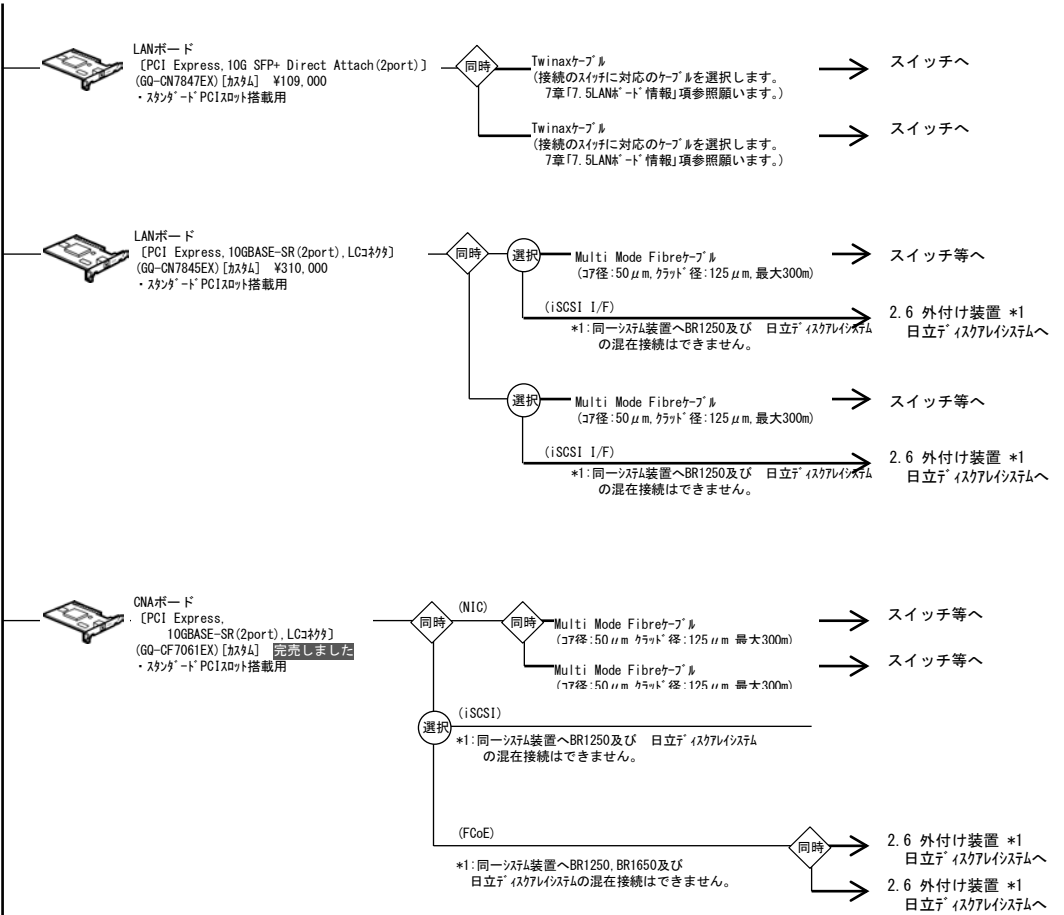 LANボード
［PCI Express,10G SFP+ Direct Attach(2port)］
(GQ-CN7847EX)[ｶｽﾀﾑ] ¥109,000
・ｽﾀﾝﾀﾞｰﾄﾞPCIｽﾛｯﾄ搭載用
同時
Twinaxｹｰﾌﾞﾙ
(接続のｽｲｯﾁに対応のｹｰﾌﾞﾙを選択します。
7章｢7.5LANﾎﾞｰﾄﾞ情報｣項参照願います。)
スイッチへ
Twinaxｹｰﾌﾞﾙ
(接続のｽｲｯﾁに対応のｹｰﾌﾞﾙを選択します。
7章｢7.5LANﾎﾞｰﾄﾞ情報｣項参照願います。)
スイッチへ
LANボード
［PCI Express,10GBASE-SR(2port),LCｺﾈｸﾀ］
(GQ-CN7845EX)[ｶｽﾀﾑ] ¥310,000
・ｽﾀﾝﾀﾞｰﾄﾞPCIｽﾛｯﾄ搭載用
同時
選択
Multi Mode Fibreｹｰﾌﾞﾙ
(ｺｱ径:50μm,ｸﾗｯﾄﾞ径:125μm,最大300m)
スイッチ等へ
(iSCSI I/F)
*1:同一ｼｽﾃﾑ装置へBR1250及び 日立ﾃﾞｨｽｸｱﾚｲｼｽﾃﾑ
の混在接続はできません。
2.6 外付け装置 *1
日立ﾃﾞｨｽｸｱﾚｲｼｽﾃﾑへ
選択
Multi Mode Fibreｹｰﾌﾞﾙ
(ｺｱ径:50μm,ｸﾗｯﾄﾞ径:125μm,最大300m)
スイッチ等へ
(iSCSI I/F)
*1:同一ｼｽﾃﾑ装置へBR1250及び 日立ﾃﾞｨｽｸｱﾚｲｼｽﾃﾑ
の混在接続はできません。
2.6 外付け装置 *1
日立ﾃﾞｨｽｸｱﾚｲｼｽﾃﾑへ
CNAボード
［PCI Express,
10GBASE-SR(2port),LCｺﾈｸﾀ］
(GQ-CF7061EX)[ｶｽﾀﾑ] 完売しました
・ｽﾀﾝﾀﾞｰﾄﾞPCIｽﾛｯﾄ搭載用
同時
(NIC)
同時
Multi Mode Fibreｹｰﾌﾞﾙ
(ｺｱ径:50μm,ｸﾗｯﾄﾞ径:125μm,最大300m)
スイッチ等へ
Multi Mode Fibreｹｰﾌﾞﾙ
(ｺｱ径:50μm,ｸﾗｯﾄﾞ径:125μm,最大300m)
スイッチ等へ
選択
(iSCSI)
*1:同一ｼｽﾃﾑ装置へBR1250及び 日立ﾃﾞｨｽｸｱﾚｲｼｽﾃﾑ
の混在接続はできません。
(FCoE)
*1:同一ｼｽﾃﾑ装置へBR1250,BR1650及び
日立ﾃﾞｨｽｸｱﾚｲｼｽﾃﾑの混在接続はできません。
同時
2.6 外付け装置 *1
日立ﾃﾞｨｽｸｱﾚｲｼｽﾃﾑへ
2.6 外付け装置 *1
日立ﾃﾞｨｽｸｱﾚｲｼｽﾃﾑへ